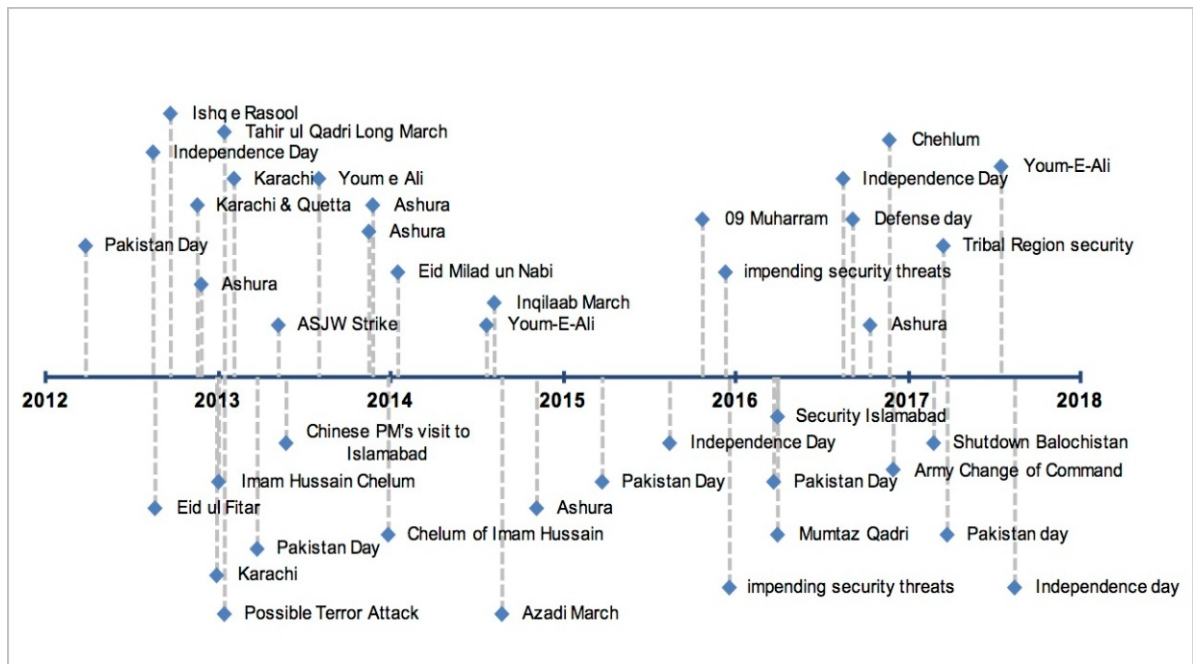 Ishq e Rasool
Tahir ul Qadri Long March
Chehlum
Independence Day
Youm-E-Ali
Karachi
Youm e Ali
Independence Day
Karachi & Quetta
Ashura
09 Muharram
Defense day
Ashura
Pakistan Day
Tribal Region security
Eid Milad un Nabi
impending security threats
Ashura
Inqilaab March
ASJW Strike
Youm-E-Ali
Ashura
2012
2013
2014
2015
2016
2017
2018
Security Islamabad
Chinese PM's visit to
Islamabad
Independence Day
Shutdown Balochistan
Army Change of Command
Imam Hussain Chelum
Pakistan Day
Pakistan Day
Eid ul Fitar
Ashura
Chelum of Imam Hussain
Mumtaz Qadri
Pakistan day
Pakistan Day
Karachi
impending security threats
Independence day
Possible Terror Attack
Azadi March